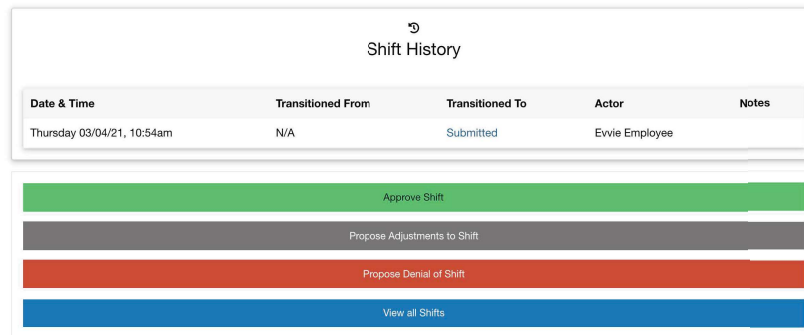 Shift History
Date & Time Transitioned From Transitioned To Actor Notes
Thursday 03/04/21, 10:54am N/A Submitted Evvie Employee
Approve Shift
Propose Adjustments to Shift
Propose Denial of Shift
View all Shifts